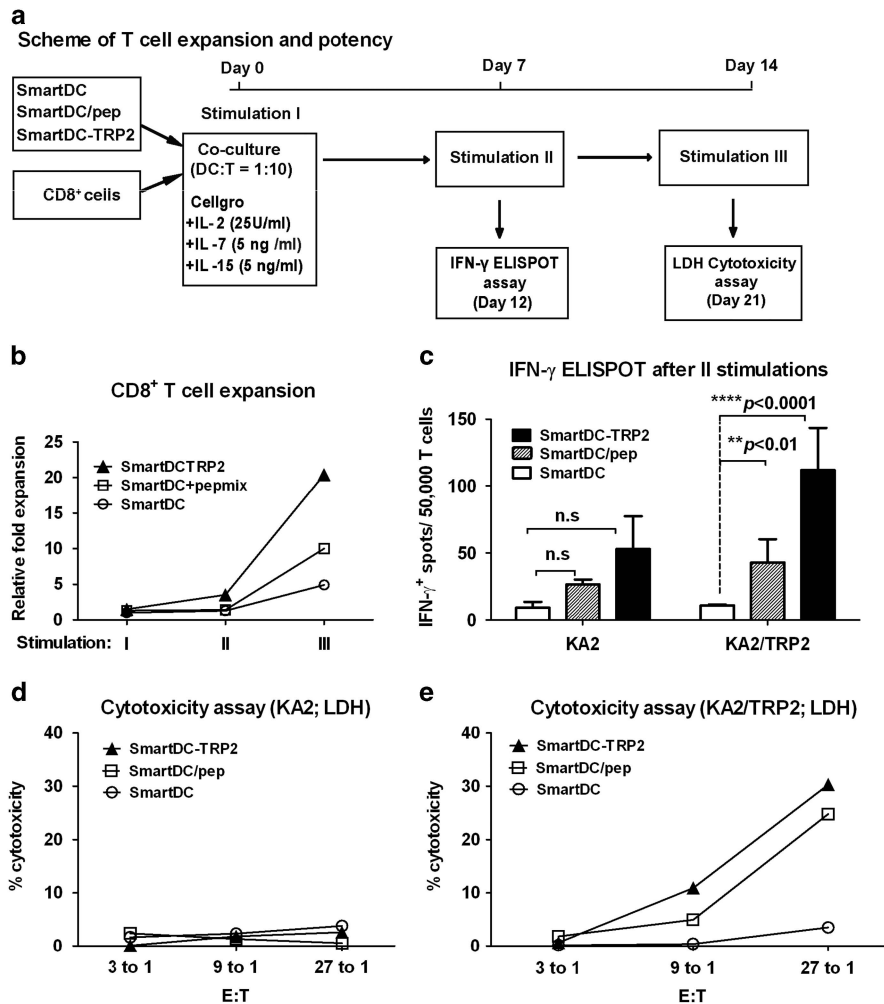 a
Scheme of T cell expansion and potency
Day 0
Day 7
Day 14
SmartDC
SmartDC/pep
SmartDC-TRP2
CD8+ cells
Stimulation I
Co-culture
(DC:T = 1:10)
Cellgro
+IL-2 (25U/ml)
+IL-7 (5 ng /ml)
+IL-15 (5 ng/ml)
Stimulation II
Stimulation III
IFN-γ ELISPOT
assay
(Day 12)
LDH Cytotoxicity
assay
(Day 21)
b
CD8+ T cell expansion
Relative fold expansion
25
20
15
10
5
0
SmartDCTRP2
SmartDC+pepmix
SmartDC
Stimulation: I II III
c
IFN-γ ELISPOT after II stimulations
IFN-γ+ spots/ 50,000 T cells
150
100
50
0
SmartDC-TRP2
SmartDC/pep
SmartDC
****p<0.0001
**p<0.01
n.s
n.s
KA2 KA2/TRP2
d
Cytotoxicity assay (KA2; LDH)
% cytotoxicity
40
30
20
10
0
SmartDC-TRP2
SmartDC/pep
SmartDC
3 to 1 9 to 1 27 to 1
E:T
e
Cytotoxicity assay (KA2/TRP2; LDH)
% cytotoxicity
40
30
20
10
0
SmartDC-TRP2
SmartDC/pep
SmartDC
3 to 1 9 to 1 27 to 1
E:T